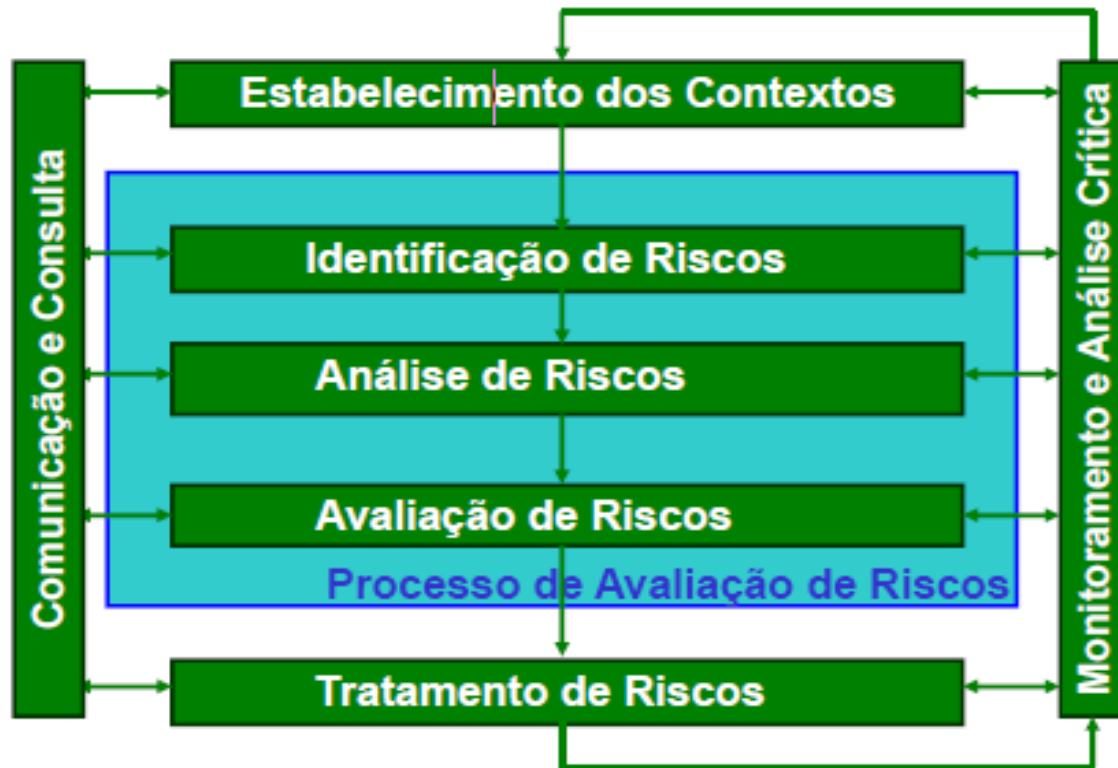 Estabelecimento dos Contextos
Comunicação e Consulta
Identificação de Riscos
Análise de Riscos
Avaliação de Riscos
Processo de Avaliação de Riscos
Tratamento de Riscos
Monitoramento e Análise Crítica